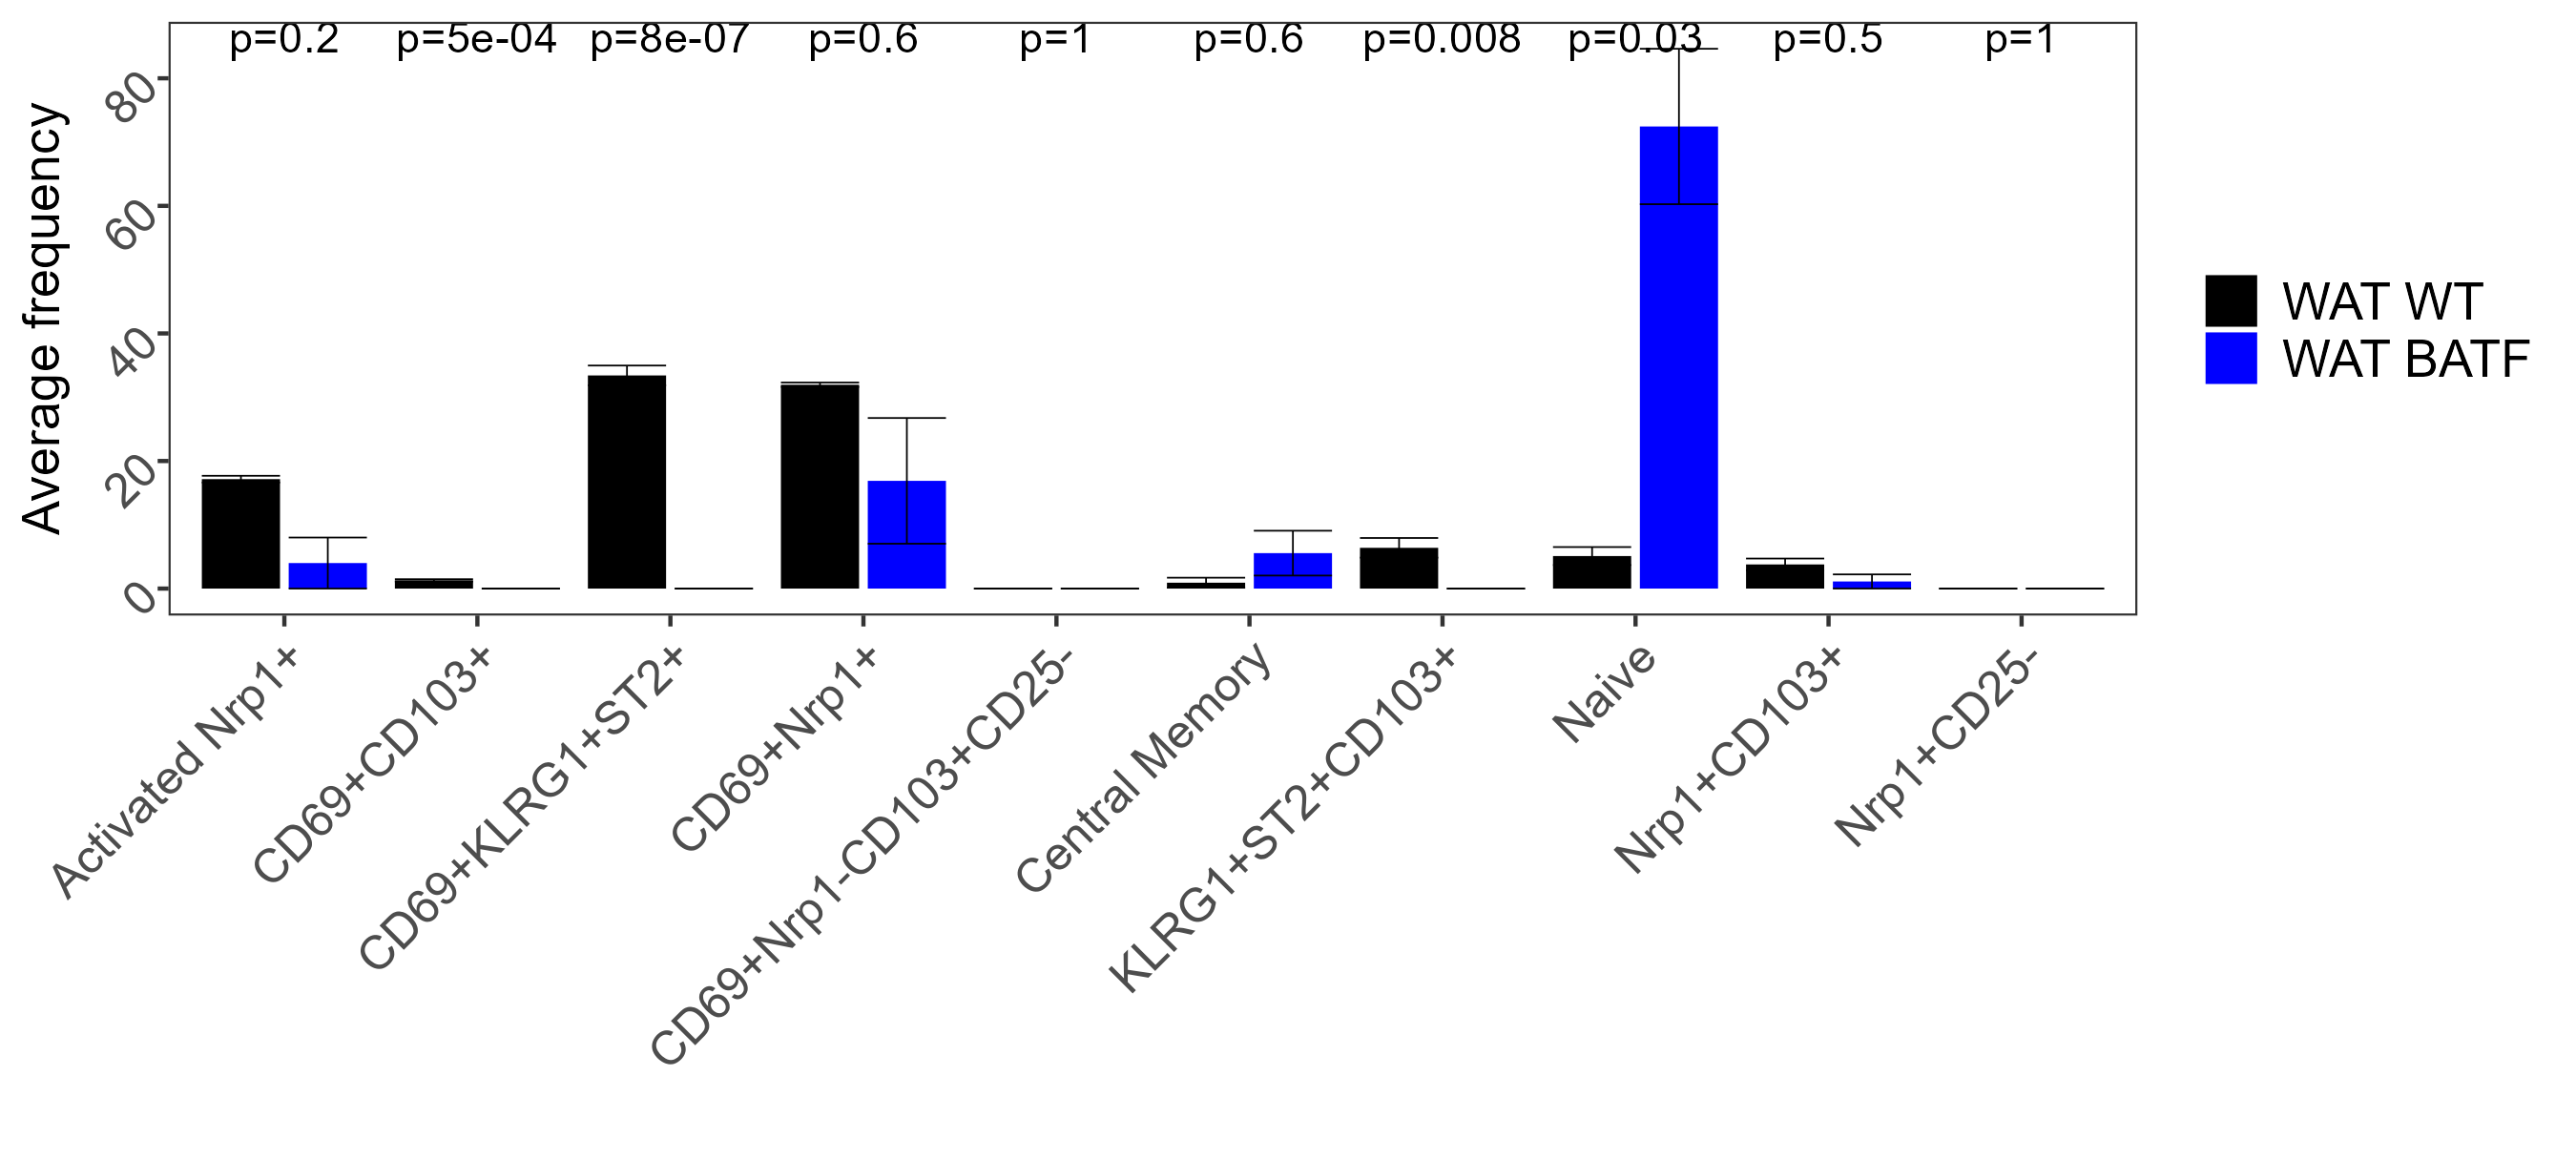 p=0.2 p=5e-04 p=8e-07 p=0.6 p=1 p=0.6 p=0.008 p=0.03 p=0.5 p=1
Average frequency
80
60
40
20
0
Activated Nrp1+
CD69+CD103+
CD69+KLRG1+ST2+
CD69+Nrp1+
CD69+Nrp1-CD103+CD25-
Central Memory
KLRG1+ST2+CD103+
Naive
Nrp1+CD103+
Nrp1+CD25-
WAT WT
WAT BATF